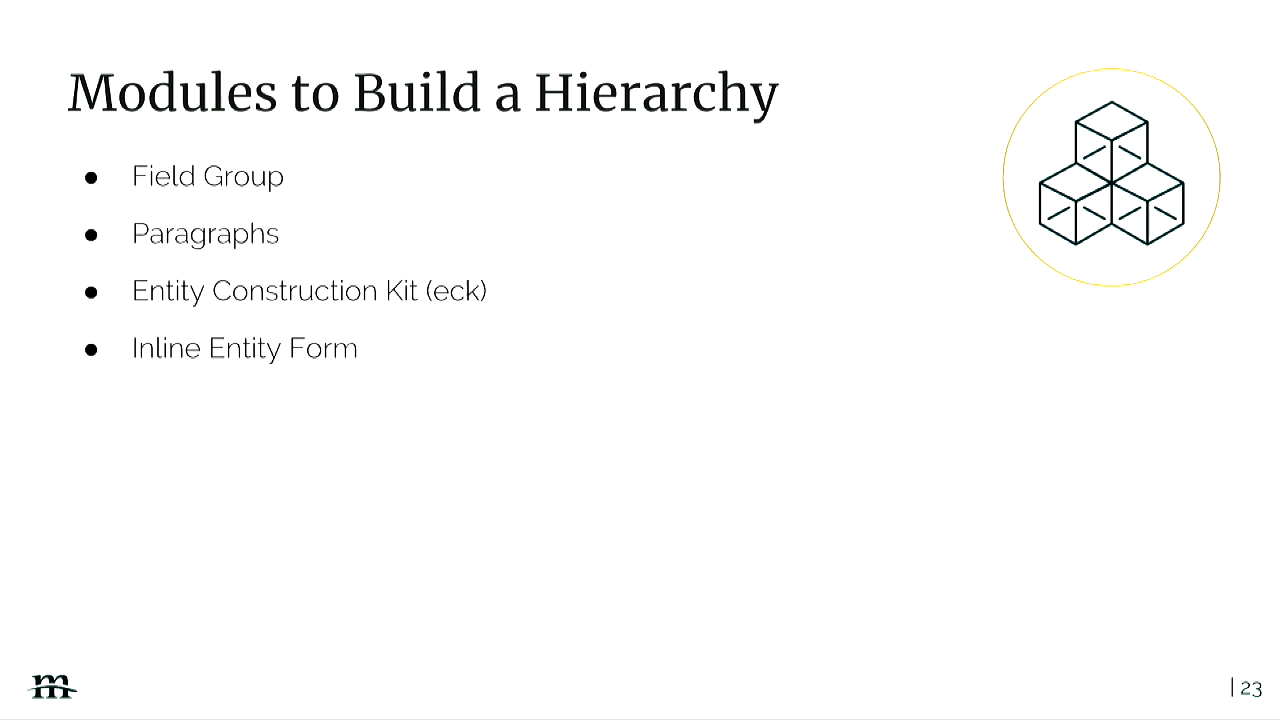 Modules to Build a Hierarchy
● Field Group
● Paragraphs
● Entity Construction Kit (eck)
● Inline Entity Form
m
| 23